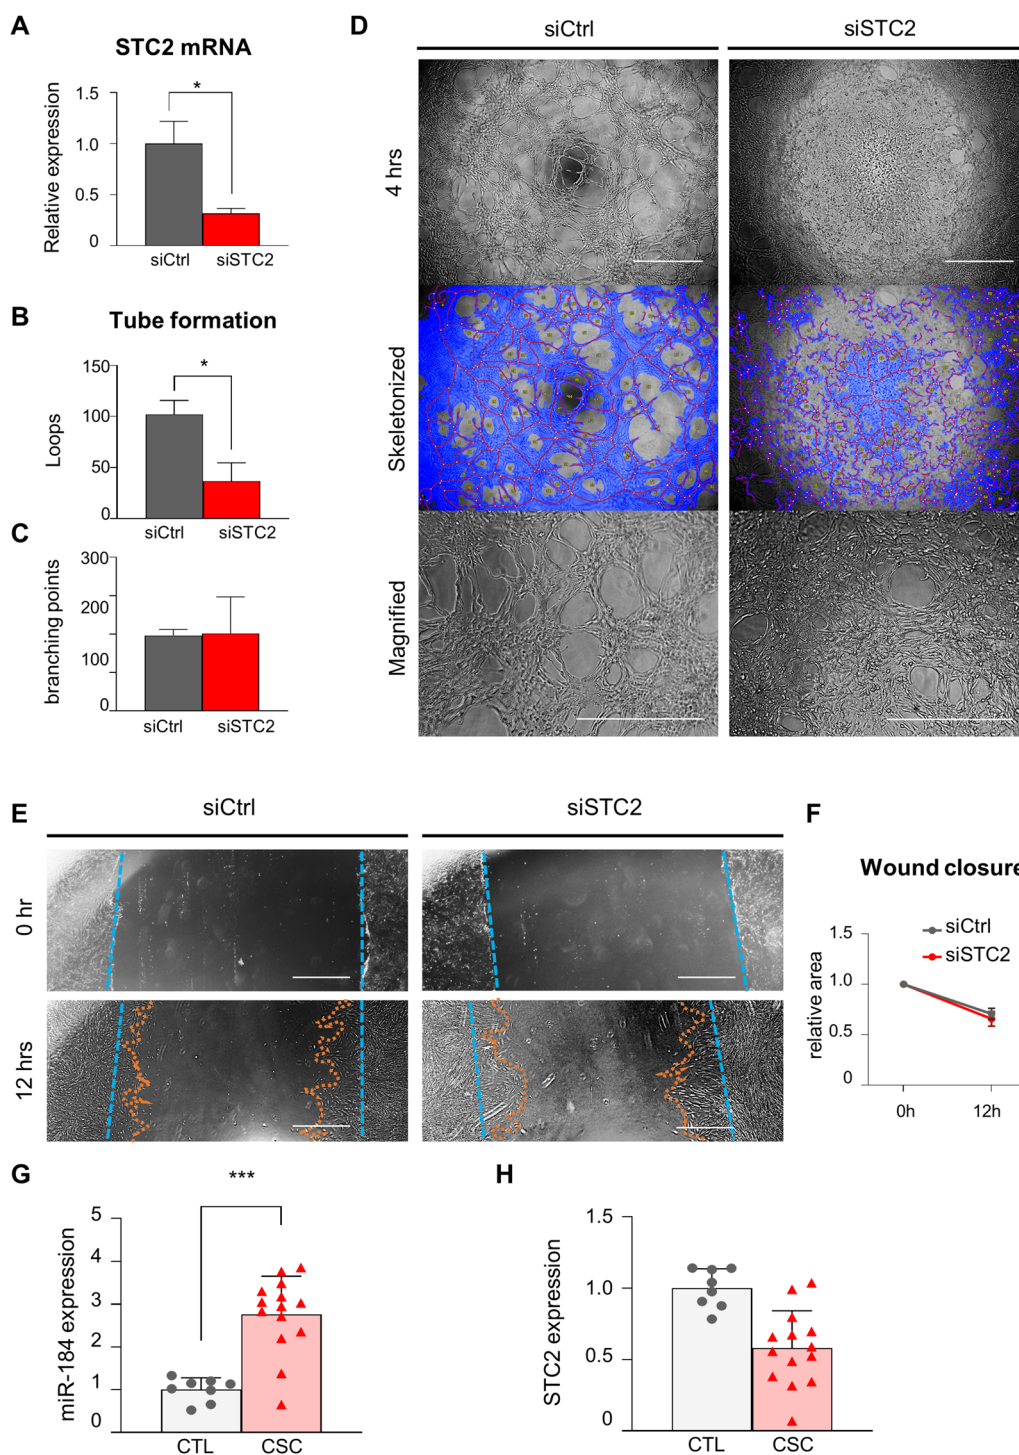 A
STC2 mRNA
Relative expression
1.5
1.0
0.5
0
*
siCtrl
siSTC2
B
Tube formation
Loops
150
100
50
0
*
siCtrl
siSTC2
C
branching points
300
200
100
0
siCtrl
siSTC2
D
siCtrl
siSTC2
4 hrs
Skeletonized
Magnified
E
siCtrl
siSTC2
0 hr
12 hrs
F
Wound closure
siCtrl
siSTC2
relative area
1.5
1.0
0.5
0
0h
12h
G
***
miR-184 expression
5
4
3
2
1
0
CTL
CSC
H
STC2 expression
1.5
1.0
0.5
0
CTL
CSC